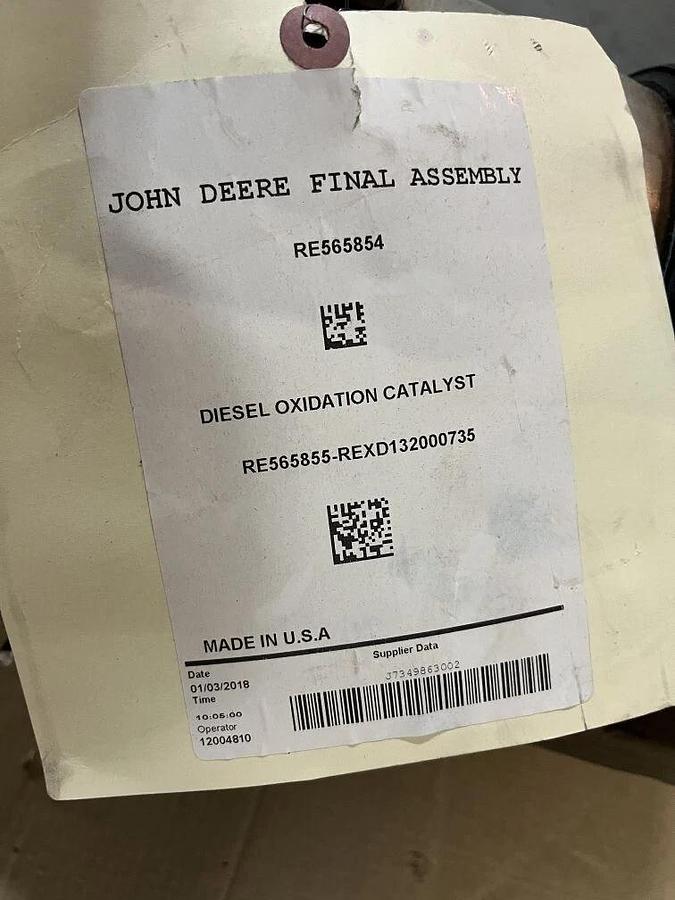 JOHN DEERE FINAL ASSEMBLY
RE565854
DIESEL OXIDATION CATALYST
RE565855-REXD132000735
MADE IN U.S.A
Supplier Data
Date
01/03/2018
Time
10:05:00
Operator
12004810
J7349863002